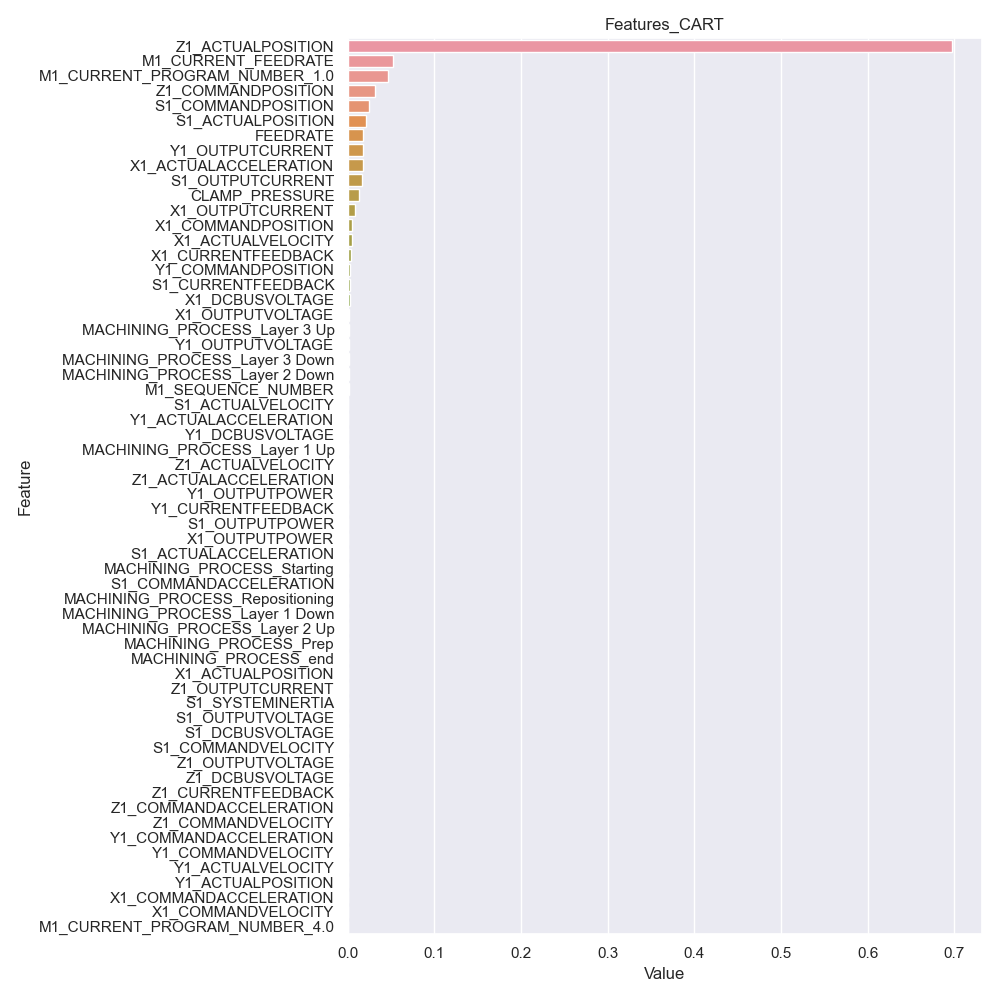 Features_CART
Z1_ACTUALPOSITION
M1_CURRENT_FEEDRATE
M1_CURRENT_PROGRAM_NUMBER_1.0
Z1_COMMANDPOSITION
S1_COMMANDPOSITION
S1_ACTUALPOSITION
FEEDRATE
Y1_OUTPUTCURRENT
X1_ACTUALACCELERATION
S1_OUTPUTCURRENT
CLAMP_PRESSURE
X1_OUTPUTCURRENT
X1_COMMANDPOSITION
X1_ACTUALVELOCITY
X1_CURRENTFEEDBACK
Y1_COMMANDPOSITION
S1_CURRENTFEEDBACK
X1_DCBUSVOLTAGE
X1_OUTPUTVOLTAGE
MACHINING_PROCESS_Layer 3 Up
Y1_OUTPUTVOLTAGE
MACHINING_PROCESS_Layer 3 Down
MACHINING_PROCESS_Layer 2 Down
M1_SEQUENCE_NUMBER
S1_ACTUALVELOCITY
Y1_ACTUALACCELERATION
Y1_DCBUSVOLTAGE
MACHINING_PROCESS_Layer 1 Up
Z1_ACTUALVELOCITY
Z1_ACTUALACCELERATION
Y1_OUTPUTPOWER
Y1_CURRENTFEEDBACK
S1_OUTPUTPOWER
X1_OUTPUTPOWER
S1_ACTUALACCELERATION
MACHINING_PROCESS_Starting
S1_COMMANDACCELERATION
MACHINING_PROCESS_Repositioning
MACHINING_PROCESS_Layer 1 Down
MACHINING_PROCESS_Layer 2 Up
MACHINING_PROCESS_Prep
MACHINING_PROCESS_end
X1_ACTUALPOSITION
Z1_OUTPUTCURRENT
S1_SYSTEMINERTIA
S1_OUTPUTVOLTAGE
S1_DCBUSVOLTAGE
S1_COMMANDVELOCITY
Z1_OUTPUTVOLTAGE
Z1_DCBUSVOLTAGE
Z1_CURRENTFEEDBACK
Z1_COMMANDACCELERATION
Z1_COMMANDVELOCITY
Y1_COMMANDACCELERATION
Y1_COMMANDVELOCITY
Y1_ACTUALVELOCITY
Y1_ACTUALPOSITION
X1_COMMANDACCELERATION
X1_COMMANDVELOCITY
M1_CURRENT_PROGRAM_NUMBER_4.0
Feature
0.0 0.1 0.2 0.3 0.4 0.5 0.6 0.7
Value